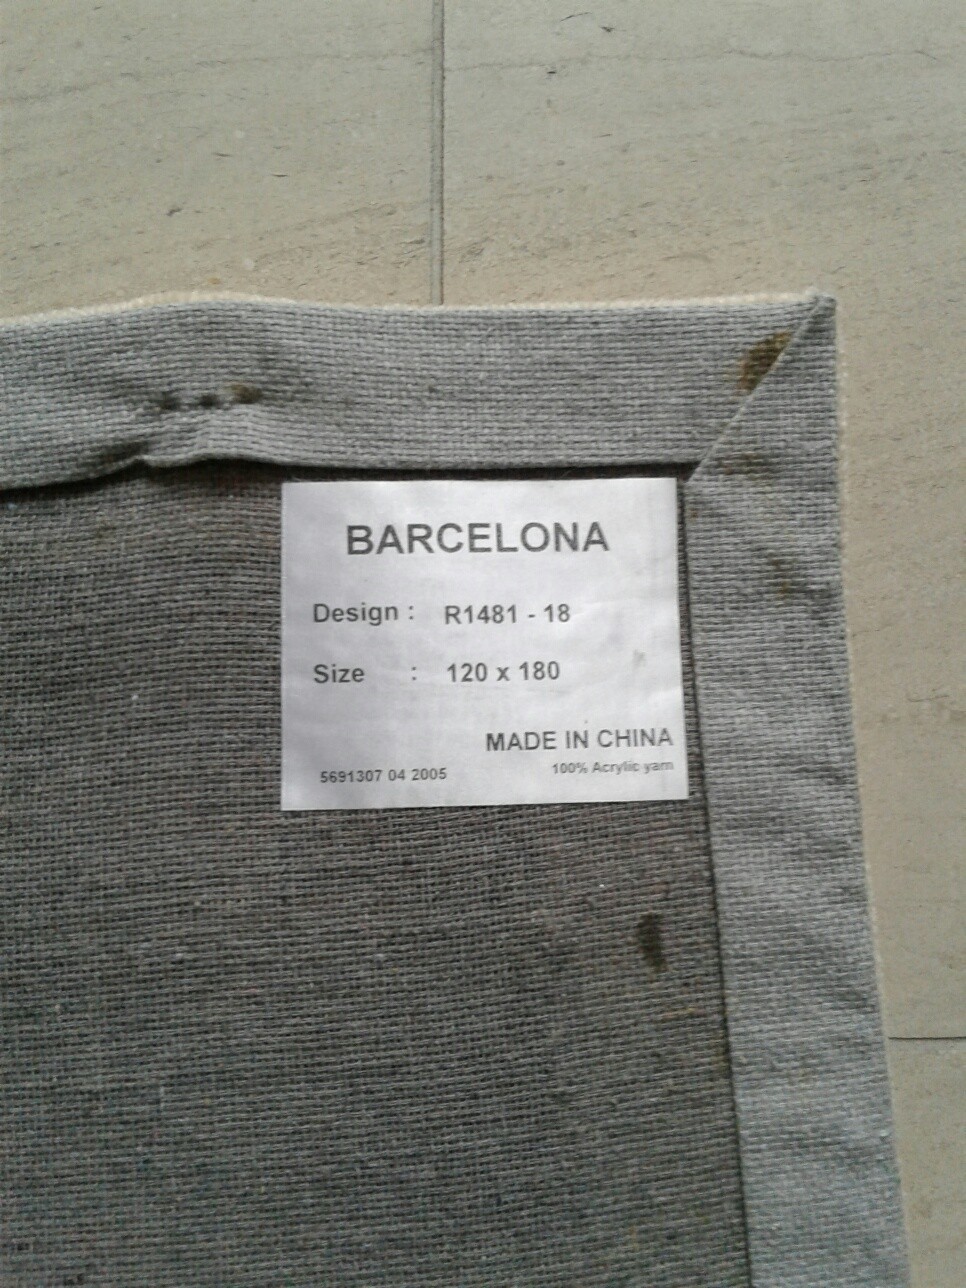 BARCELONA
Design : R1481 - 18
Size : 120 x 180
MADE IN CHINA
100% Acrylic yarn
5691307 04 2005